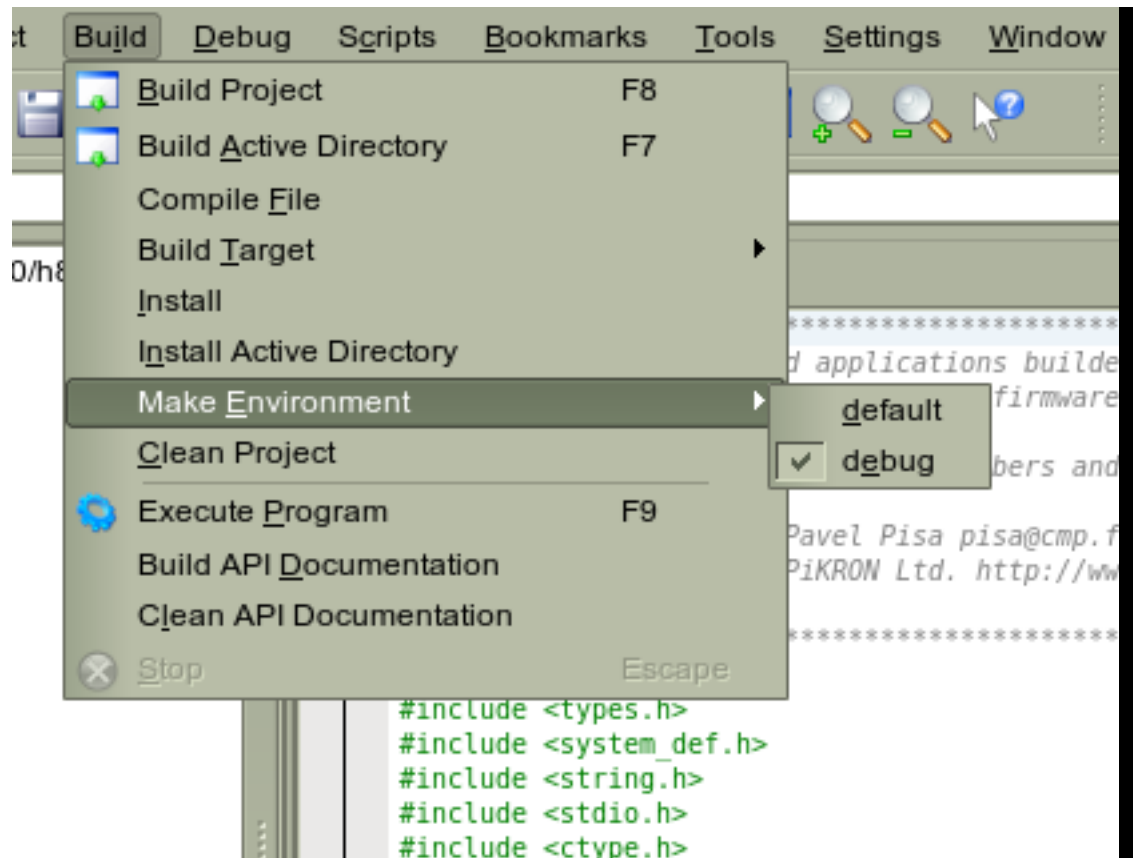 Build Debug Scripts Bookmarks Tools Settings Window
Build Project F8
Build Active Directory F7
Compile File
Build Target
0/h8
Install
Install Active Directory
Make Environment
default
debug
Clean Project
Execute Program F9
Build API Documentation
Clean API Documentation
Stop Escape
**********************
d applications builde
firmware
bers and
Pavel Pisa pisa@cmp.f
PiKRON Ltd. http://ww
**********************
#include <types.h>
#include <system_def.h>
#include <string.h>
#include <stdio.h>
#include <ctype.h>